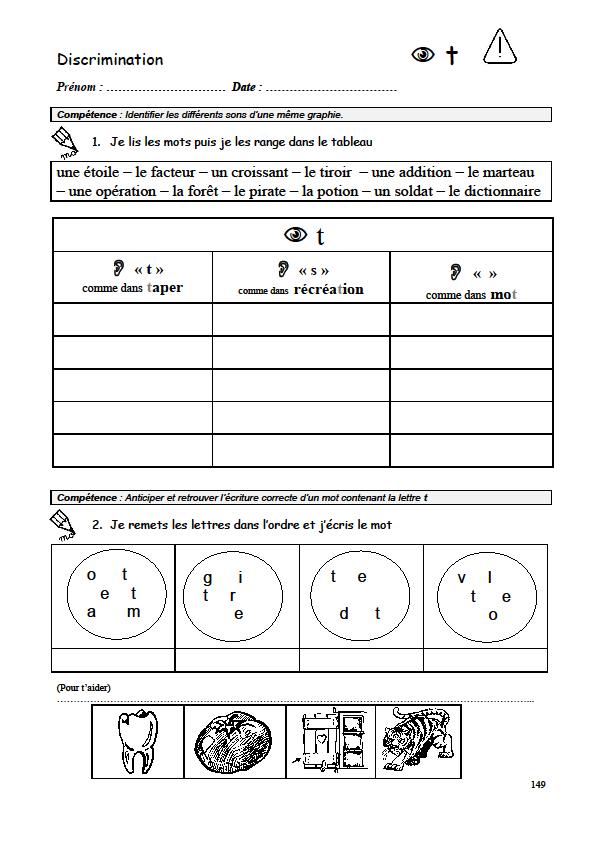 Discrimination
t
!
Prénom : .............................. Date : .................................
Compétence : Identifier les différents sons d'une même graphie.
1. Je lis les mots puis je les range dans le tableau
une étoile – le facteur – un croissant – le tiroir – une addition – le marteau
– une opération – la forêt – le pirate – la potion – un soldat – le dictionnaire
t
« t »
comme dans taper
« s »
comme dans récréation
« »
comme dans mot
Compétence : Anticiper et retrouver l'écriture correcte d'un mot contenant la lettre t
2. Je remets les lettres dans l'ordre et j'écris le mot
o t
e t
a m
g i
t r
e
t e
d t
v l
t e
o
(Pour t'aider)
149